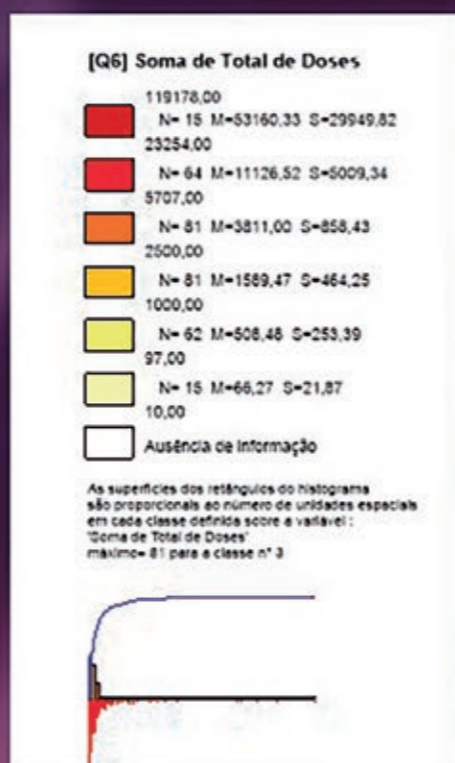 [Q6] Soma de Total de Doses
119178,00
N= 15 M=53160,33 S=29949,82
23254,00
N= 64 M=11126,52 S=5009,34
5707,00
N= 81 M=3811,00 S=858,43
2500,00
N= 81 M=1589,47 S=464,25
1000,00
N= 62 M=508,48 S=253,39
97,00
N= 15 M=66,27 S=21,87
10,00
Ausência de Informação
As superfícies dos retângulos do histograma
são proporcionais ao número de unidades espaciais
em cada classe definida sobre a variável :
'Soma de Total de Doses'
máximo= 81 para a classe n° 3